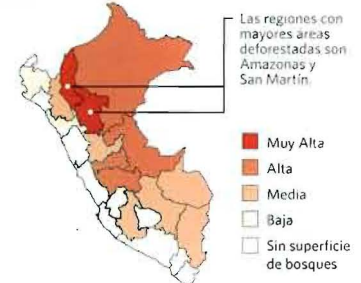 Las regiones con
mayores áreas
deforestadas son
Amazonas y
San Martín.
Muy Alta
Alta
Media
Baja
Sin superficie
de bosques